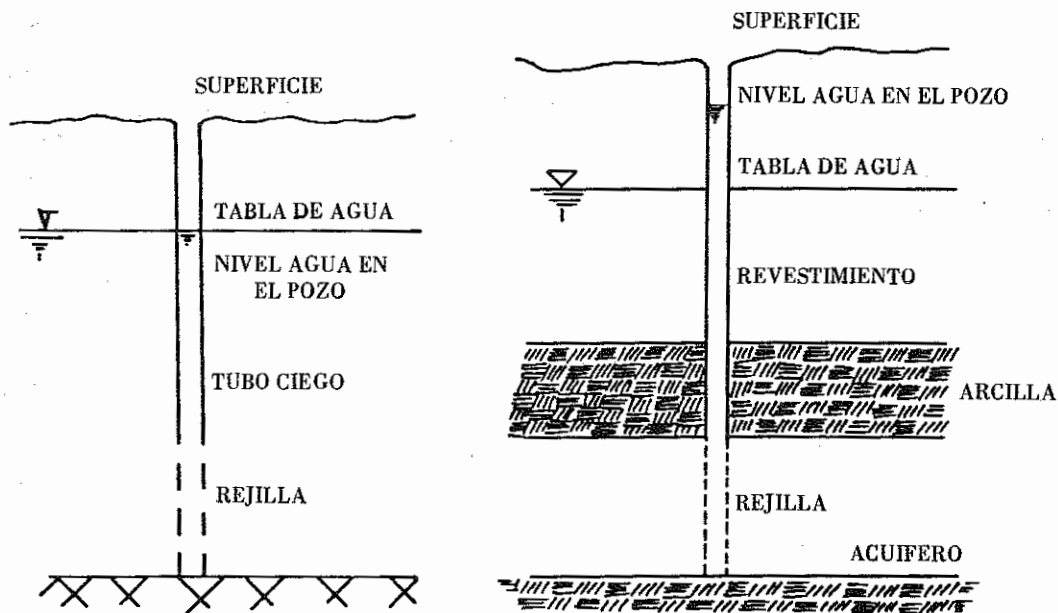 SUPERFICIE
TABLA DE AGUA
NIVEL AGUA EN
EL POZO
TUBO CIEGO
REJILLA
SUPERFICIE
NIVEL AGUA EN EL POZO
TABLA DE AGUA
REVESTIMIENTO
ARCILLA
REJILLA
ACUIFERO